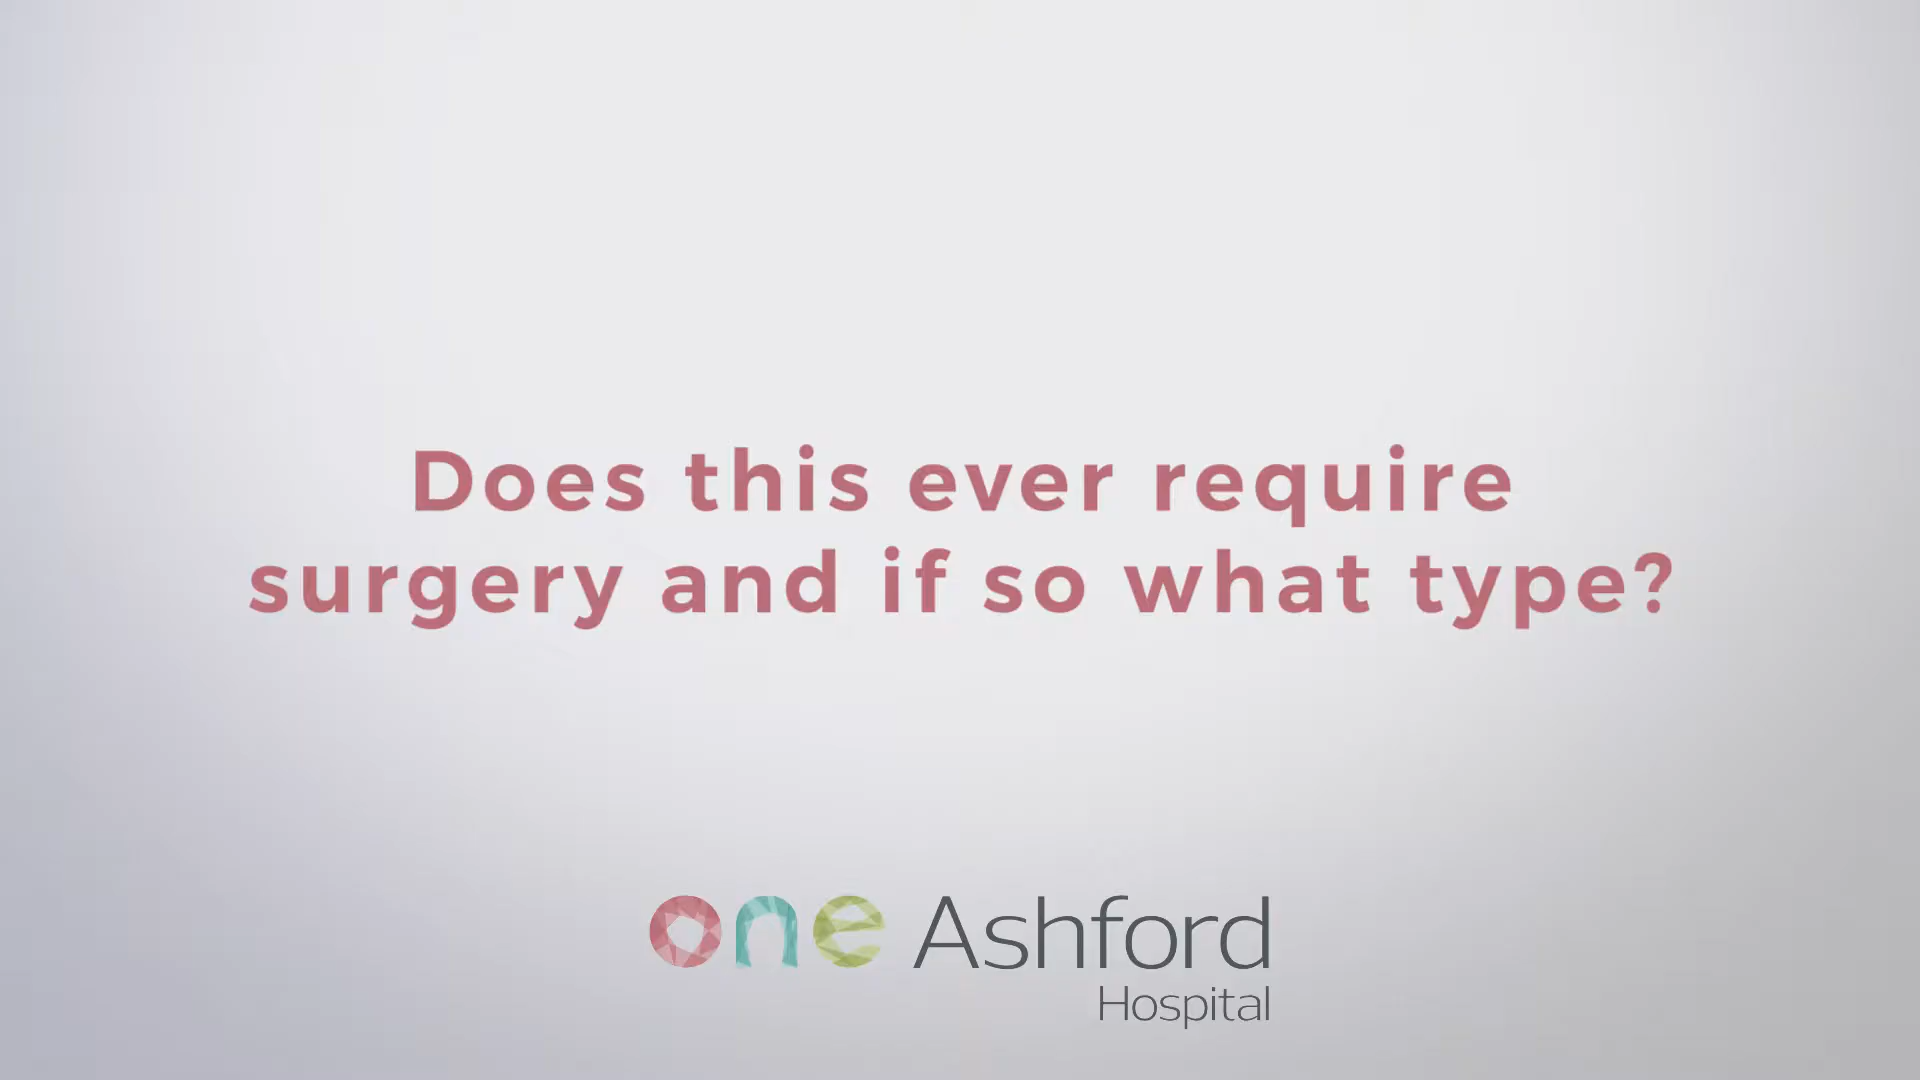 Does this ever require
surgery and if so what type?
one Ashford
Hospital